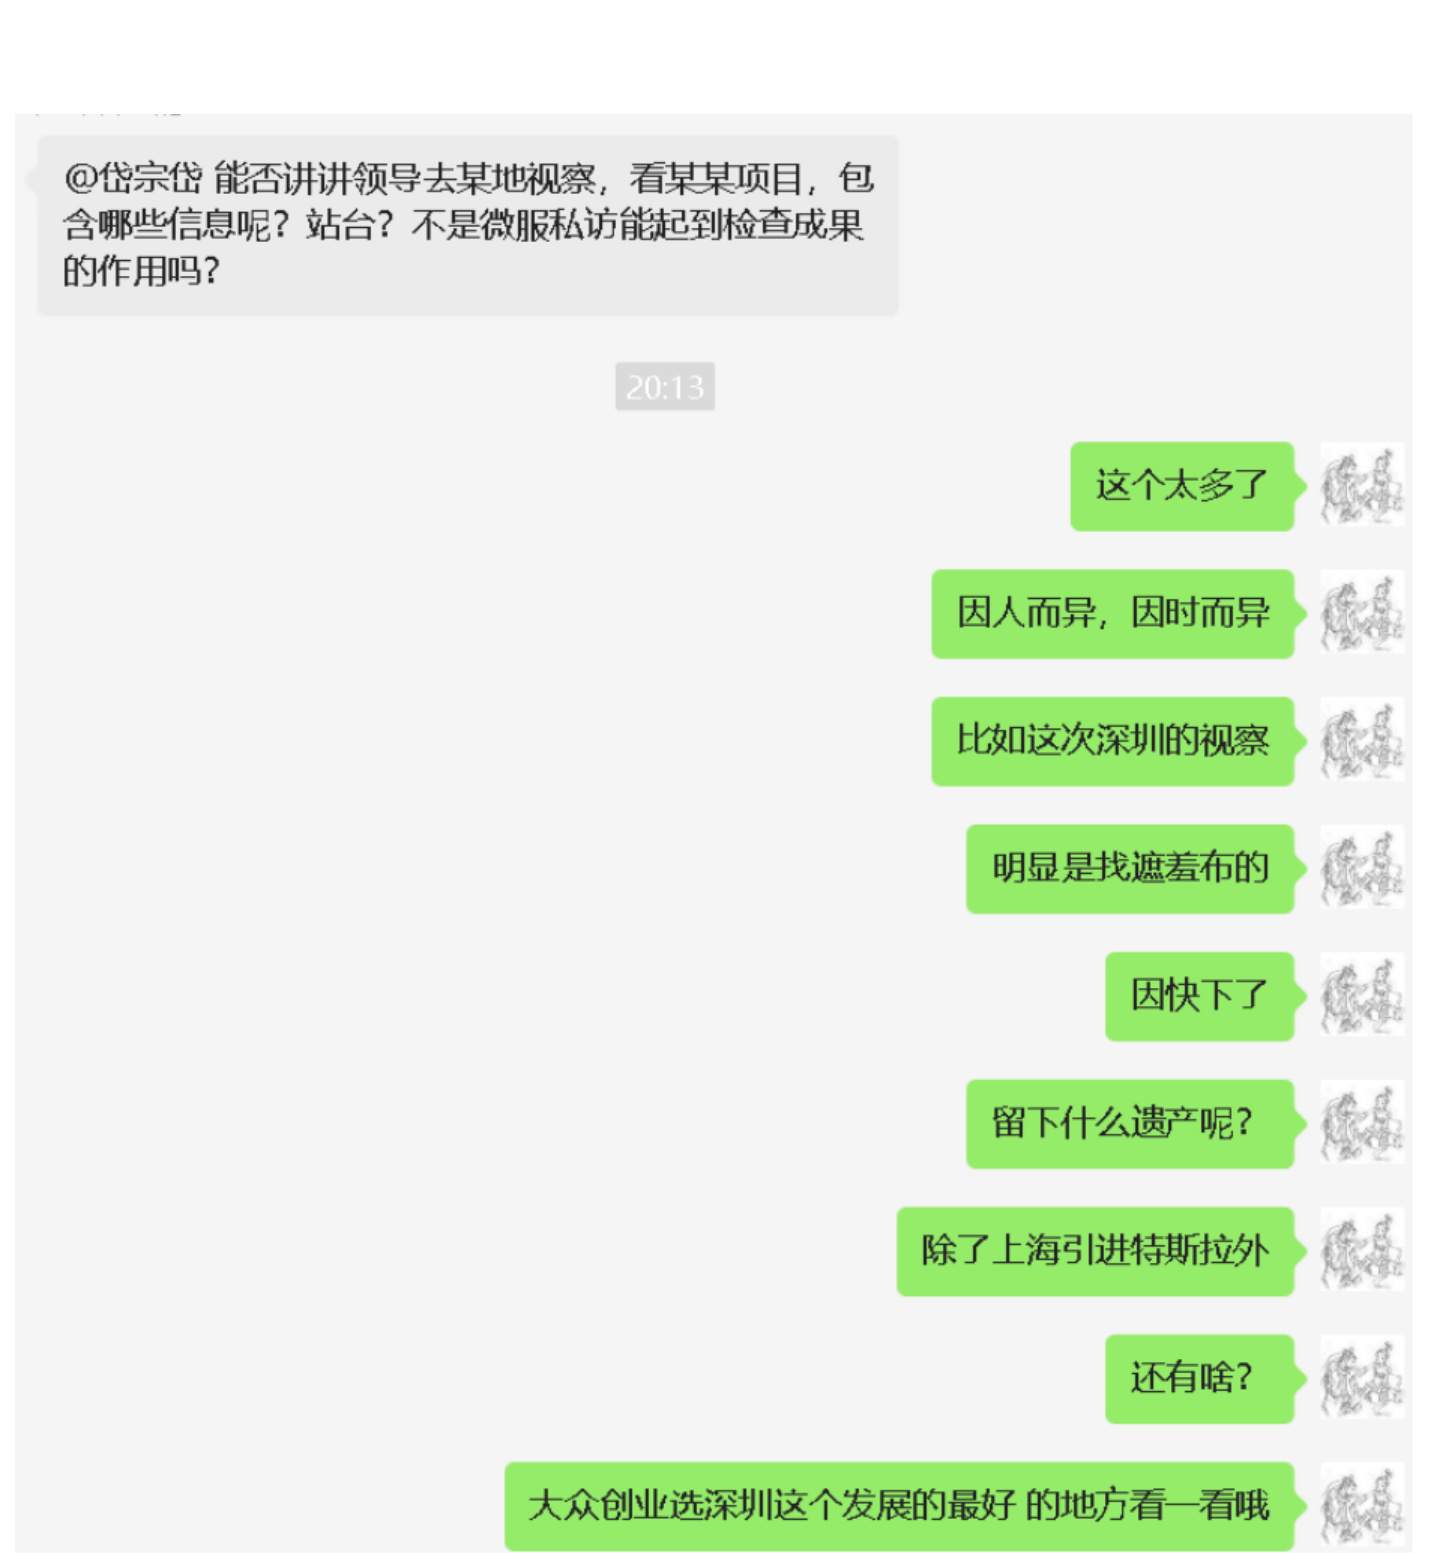 @岱宗岱 能否讲讲领导去某地视察，看某某项目，包
含哪些信息呢？站台？不是微服私访能起到检查成果
的作用吗？
20:13
这个太多了
因人而异，因时而异
比如这次深圳的视察
明显是找遮羞布的
因快下了
留下什么遗产呢？
除了上海引进特斯拉外
还有啥？
大众创业选深圳这个发展的最好 的地方看一看哦